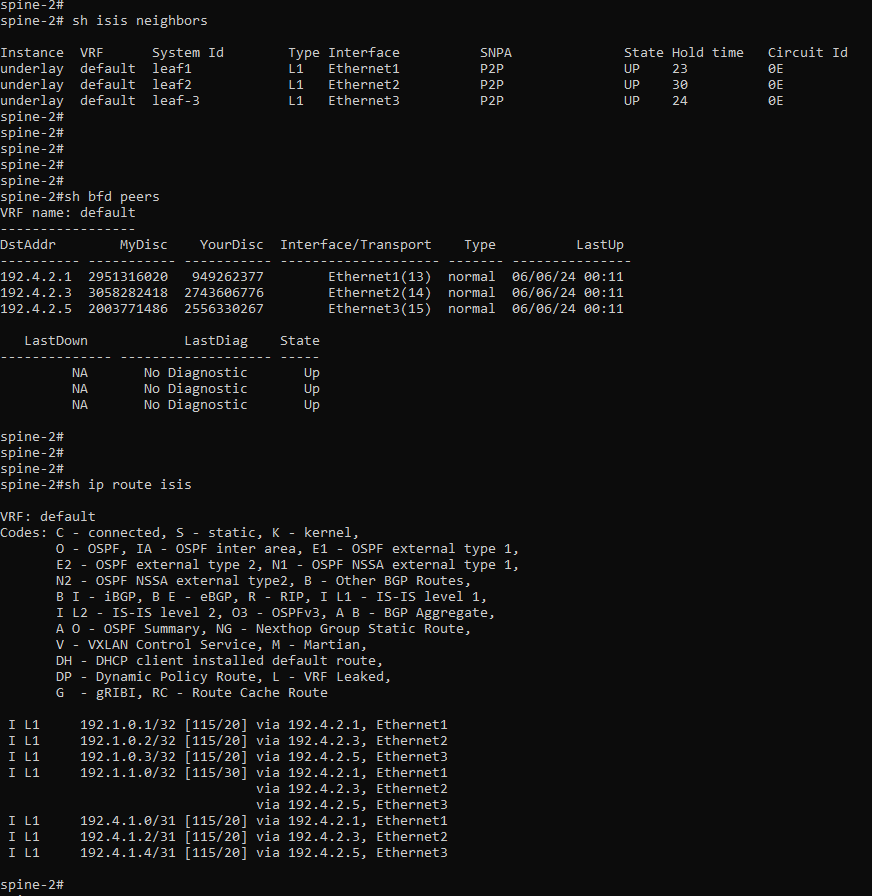 spine-2#
spine-2# sh isis neighbors

Instance  VRF      System Id        Type Interface          SNPA              State Hold time   Circuit Id
underlay  default  leaf1            L1   Ethernet1          P2P               UP    23          0E
underlay  default  leaf2            L1   Ethernet2          P2P               UP    30          0E
underlay  default  leaf-3           L1   Ethernet3          P2P               UP    24          0E
spine-2#
spine-2#
spine-2#
spine-2#
spine-2#
spine-2#sh bfd peers
VRF name: default
-----------------
DstAddr        MyDisc    YourDisc  Interface/Transport    Type          LastUp
---------- ----------- ----------- -------------------- ------- ---------------
192.4.2.1  2951316020   949262377        Ethernet1(13)  normal  06/06/24 00:11
192.4.2.3  3058282418  2743606776        Ethernet2(14)  normal  06/06/24 00:11
192.4.2.5  2003771486  2556330267        Ethernet3(15)  normal  06/06/24 00:11

   LastDown            LastDiag    State
-------------- ------------------- -----
         NA       No Diagnostic       Up
         NA       No Diagnostic       Up
         NA       No Diagnostic       Up

spine-2#
spine-2#
spine-2#
spine-2#sh ip route isis

VRF: default
Codes: C - connected, S - static, K - kernel,
       O - OSPF, IA - OSPF inter area, E1 - OSPF external type 1,
       E2 - OSPF external type 2, N1 - OSPF NSSA external type 1,
       N2 - OSPF NSSA external type2, B - Other BGP Routes,
       B I - iBGP, B E - eBGP, R - RIP, I L1 - IS-IS level 1,
       I L2 - IS-IS level 2, O3 - OSPFv3, A B - BGP Aggregate,
       A O - OSPF Summary, NG - Nexthop Group Static Route,
       V - VXLAN Control Service, M - Martian,
       DH - DHCP client installed default route,
       DP - Dynamic Policy Route, L - VRF Leaked,
       G  - gRIBI, RC - Route Cache Route

 I L1     192.1.0.1/32 [115/20] via 192.4.2.1, Ethernet1
 I L1     192.1.0.2/32 [115/20] via 192.4.2.3, Ethernet2
 I L1     192.1.0.3/32 [115/20] via 192.4.2.5, Ethernet3
 I L1     192.1.1.0/32 [115/30] via 192.4.2.1, Ethernet1
                                via 192.4.2.3, Ethernet2
                                via 192.4.2.5, Ethernet3
 I L1     192.4.1.0/31 [115/20] via 192.4.2.1, Ethernet1
 I L1     192.4.1.2/31 [115/20] via 192.4.2.3, Ethernet2
 I L1     192.4.1.4/31 [115/20] via 192.4.2.5, Ethernet3

spine-2#